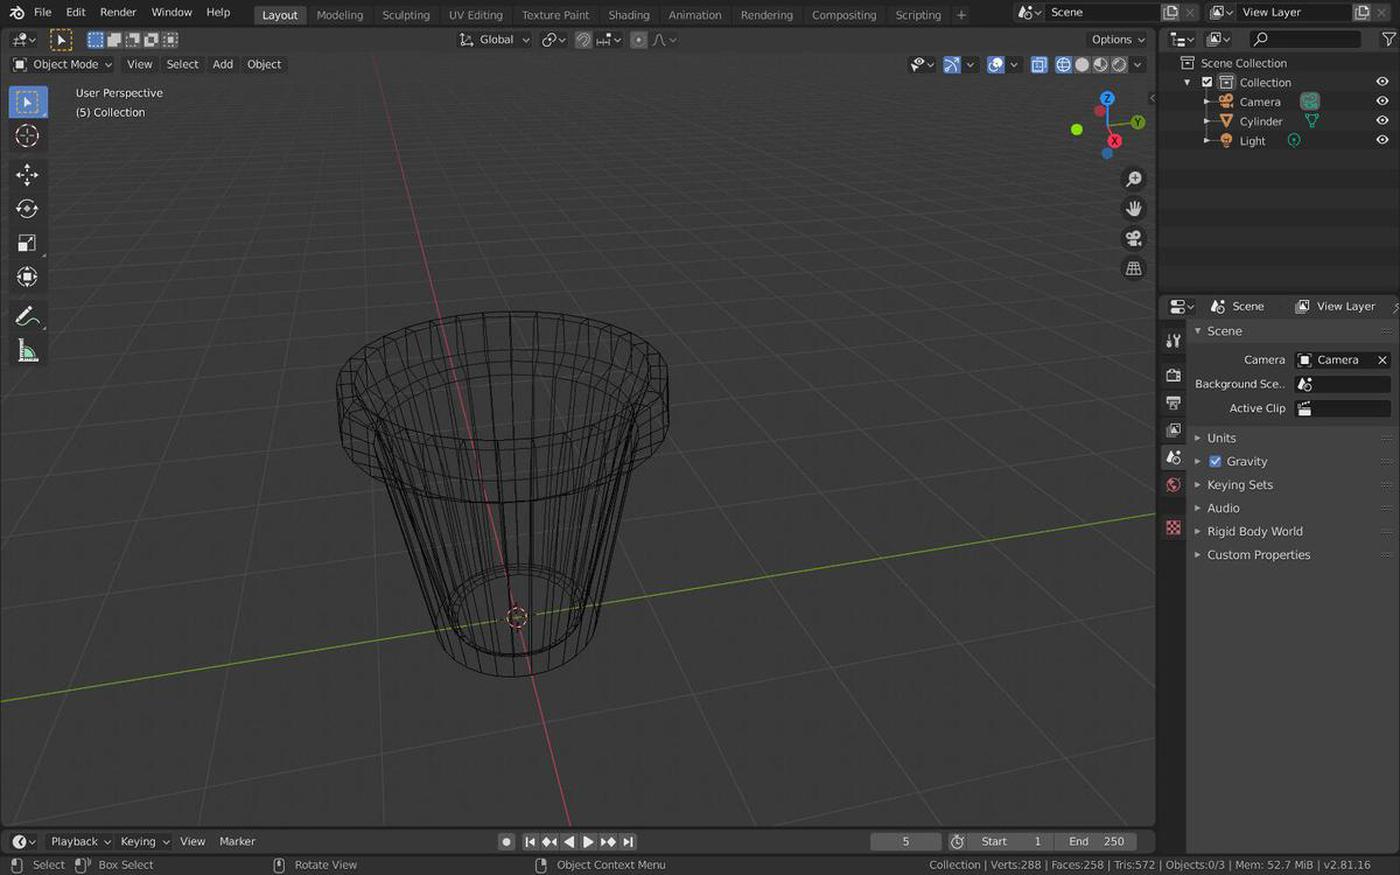 File Edit Render Window Help Layout Modeling Sculpting UV Editing Texture Paint Shading Animation Rendering Compositing Scripting + Scene View Layer
Global Options
Object Mode View Select Add Object
User Perspective
(5) Collection
Z
Y
X
Scene Collection
Collection
Camera
Cylinder
Light
Scene View Layer
Scene
Camera Camera
Background Sce..
Active Clip
Units
Gravity
Keying Sets
Audio
Rigid Body World
Custom Properties
Playback Keying View Marker 5 Start 1 End 250
Select Box Select Rotate View Object Context Menu Collection | Verts:288 | Faces:258 | Tris:572 | Objects:0/3 | Mem: 52.7 MiB | v2.81.16